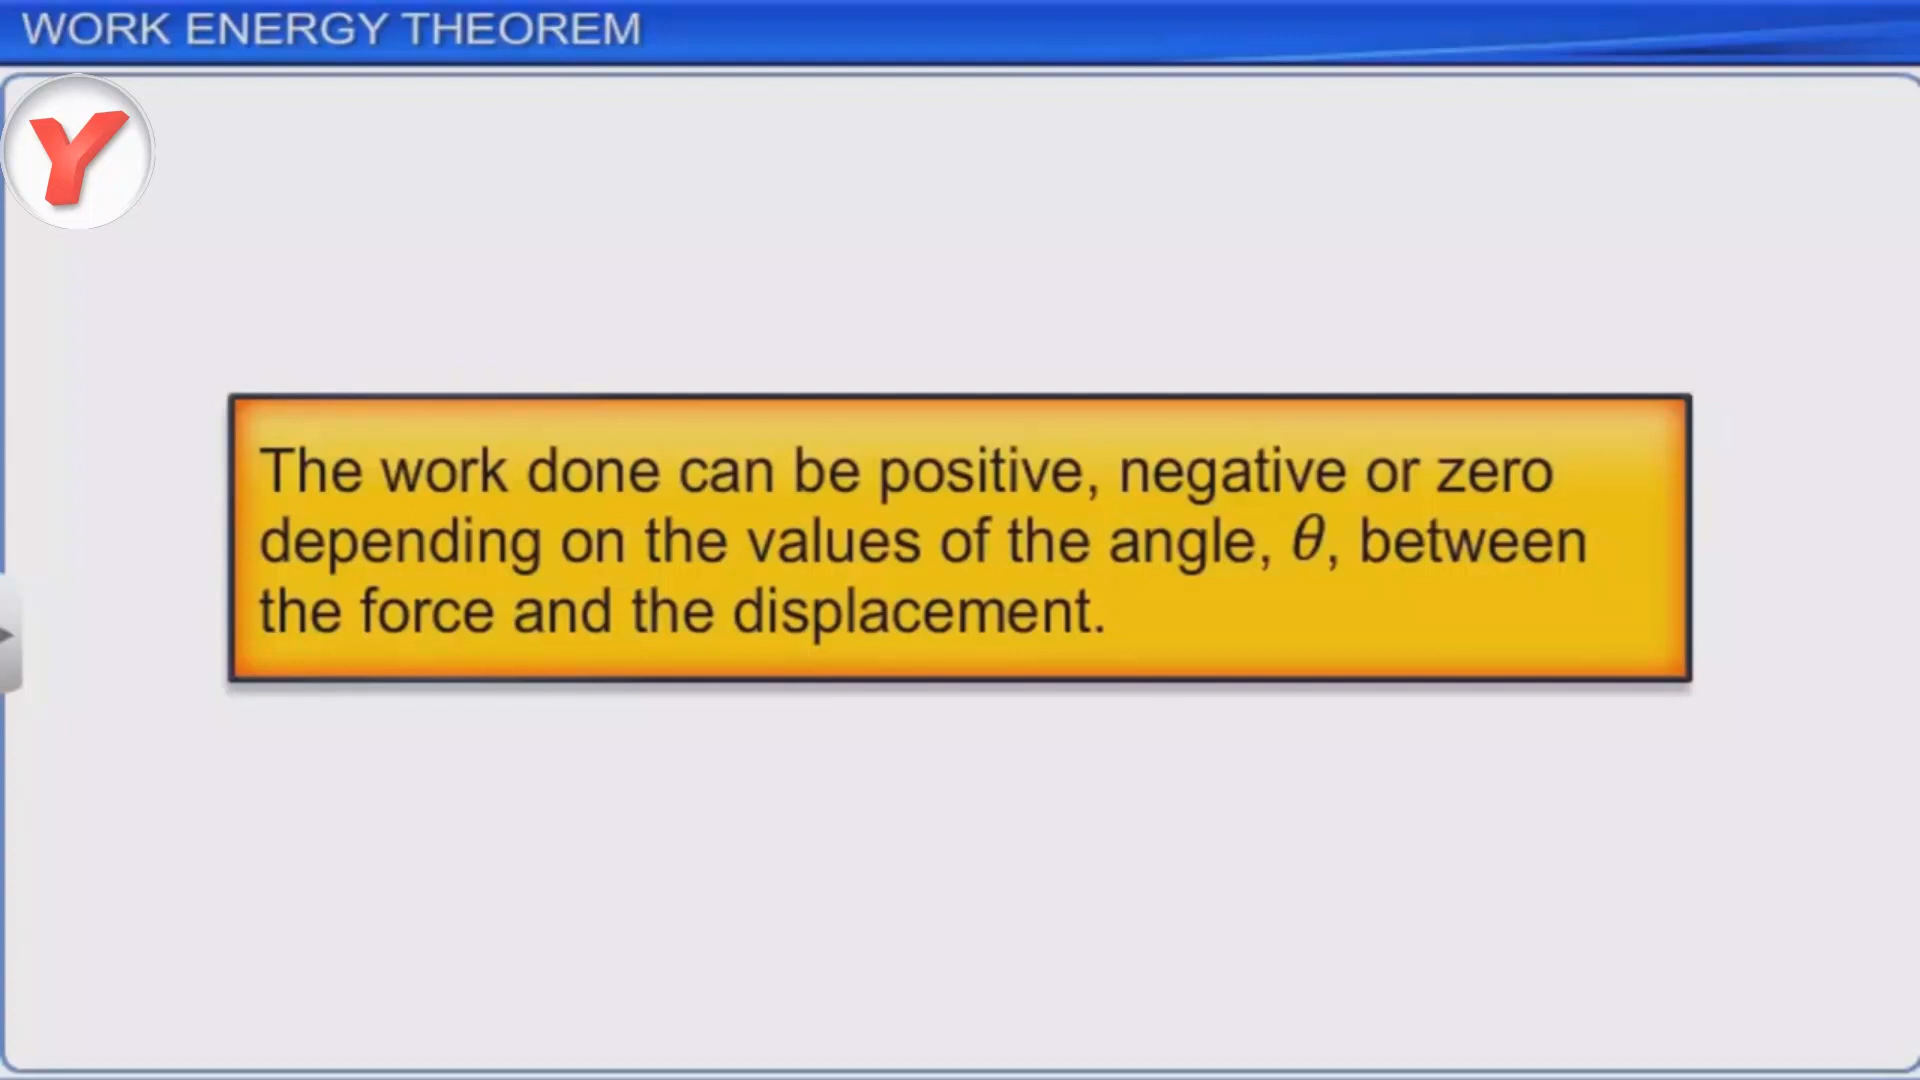 WORK ENERGY THEOREM
Y
The work done can be positive, negative or zero
depending on the values of the angle, θ, between
the force and the displacement.